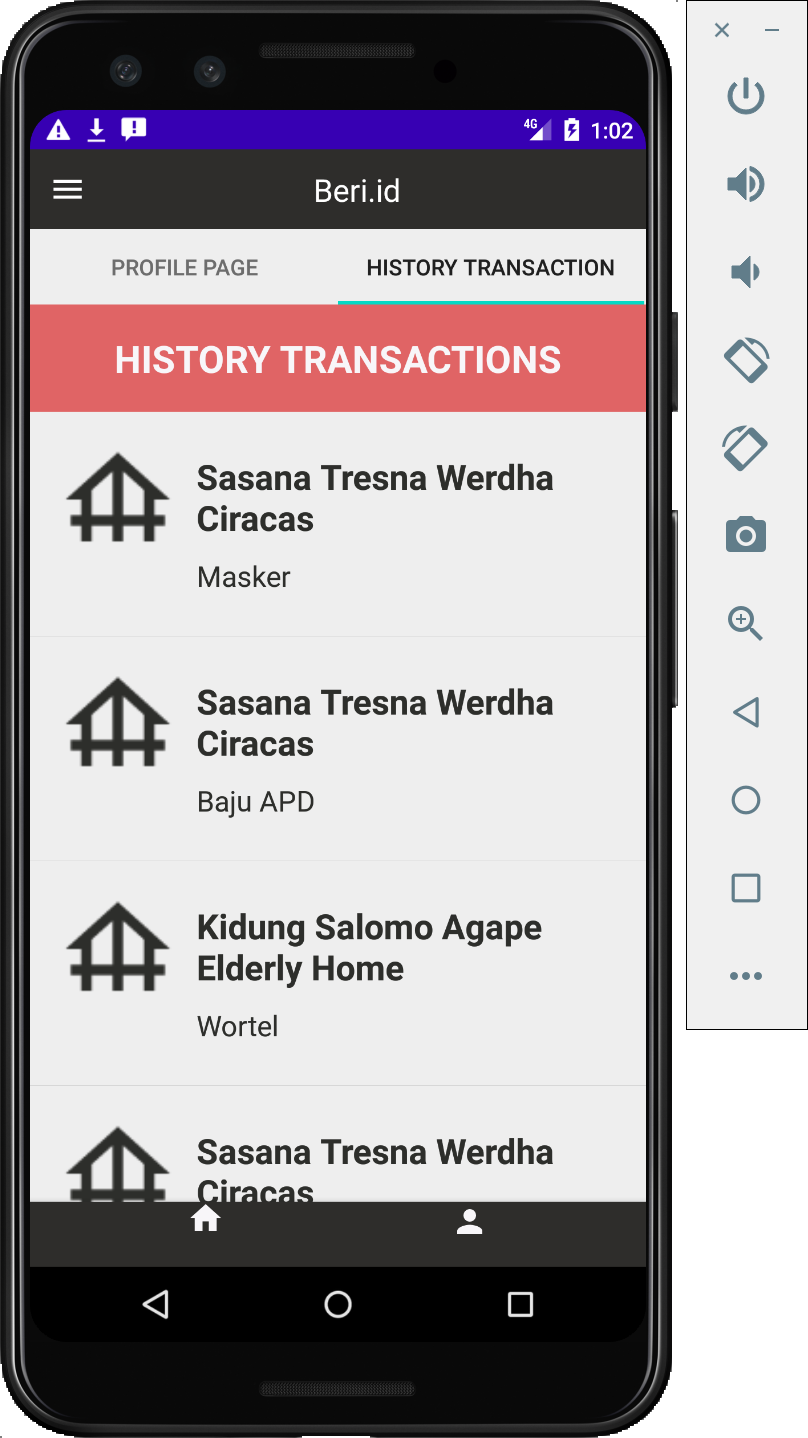 4G 1:02
Beri.id
PROFILE PAGE HISTORY TRANSACTION
HISTORY TRANSACTIONS
Sasana Tresna Werdha
Ciracas
Masker
Sasana Tresna Werdha
Ciracas
Baju APD
Kidung Salomo Agape
Elderly Home
Wortel
Sasana Tresna Werdha
Ciracas